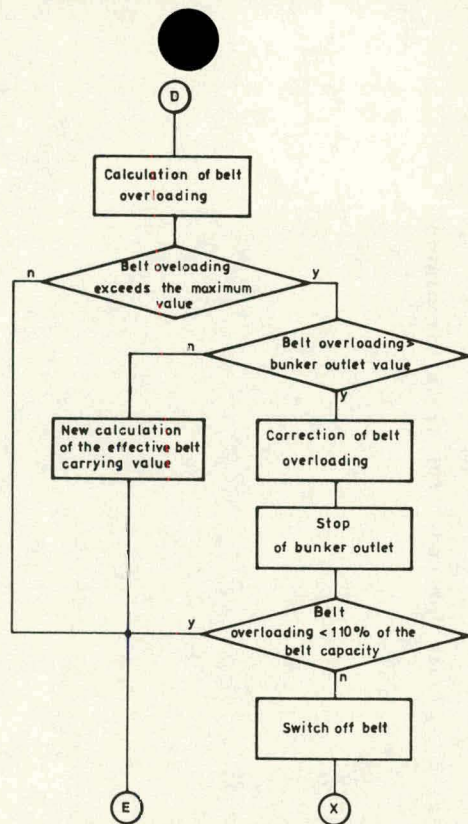 D
Calculation of belt
overloading
n
Belt oveloading
exceeds the maximum
value
y
n
Belt overloading>
bunker outlet value
y
New calculation
of the effective belt
carrying value
Correction of belt
overloading
Stop
of bunker outlet
y
Belt
overloading <110% of the
belt capacity
n
Switch off belt
E
X